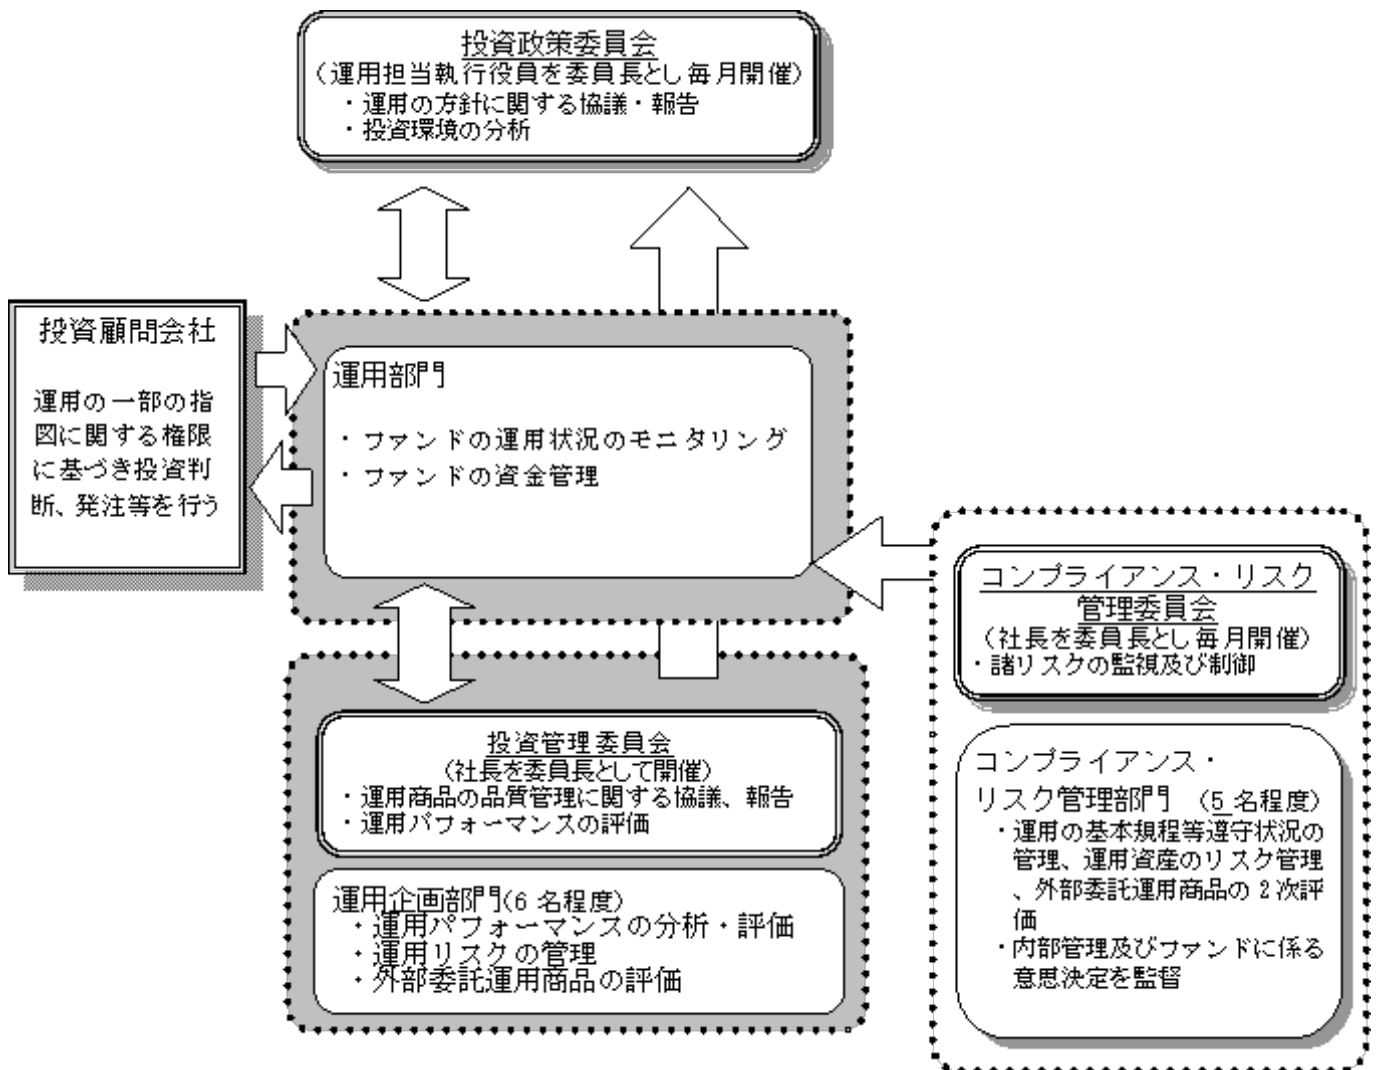 投資政策委員会
（運用担当執行役員を委員長とし毎月開催）
・運用の方針に関する協議・報告
・投資環境の分析
投資顧問会社
運用の一部の指
図に関する権限
に基づき投資判
断、発注等を行う
運用部門
・ファンドの運用状況のモニタリング
・ファンドの資金管理
投資管理委員会
（社長を委員長として開催）
・運用商品の品質管理に関する協議、報告
・運用パフォーマンスの評価
運用企画部門(6 名程度)
・運用パフォーマンスの分析・評価
・運用リスクの管理
・外部委託運用商品の評価
コンプライアンス・リスク
管理委員会
（社長を委員長とし毎月開催）
・諸リスクの監視及び制御
コンプライアンス・
リスク管理部門 （5 名程度）
・運用の基本規程等遵守状況の
管理、運用資産のリスク管理
、外部委託運用商品の 2 次評
価
・内部管理及びファンドに係る
意思決定を監督